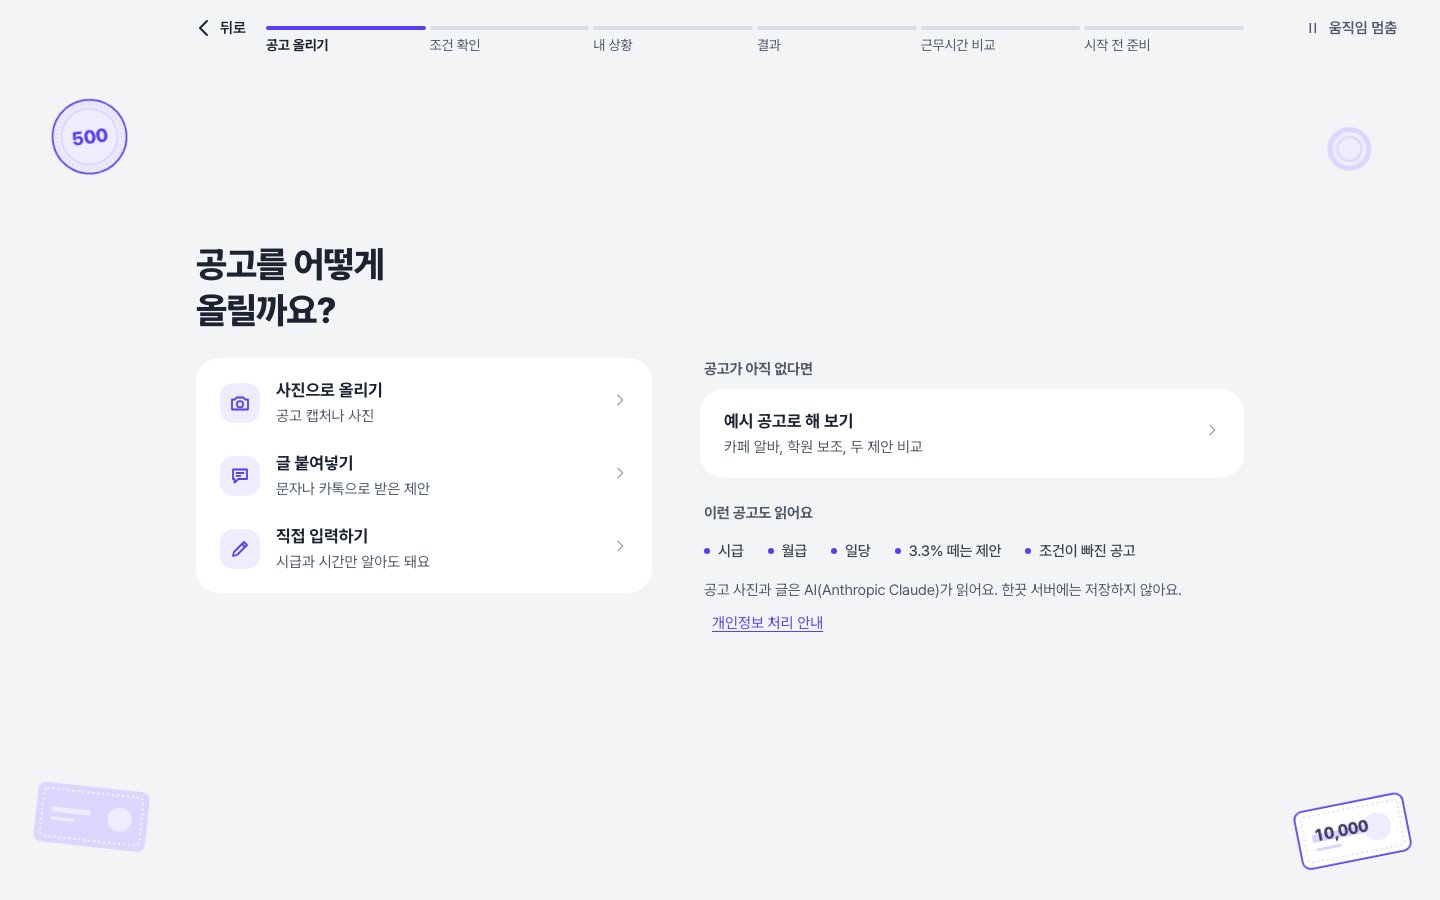 뒤로
공고 올리기
조건 확인
내 상황
결과
근무시간 비교
시작 전 준비
움직임 멈춤
500
공고를 어떻게
올릴까요?
사진으로 올리기
공고 캡처나 사진
글 붙여넣기
문자나 카톡으로 받은 제안
직접 입력하기
시급과 시간만 알아도 돼요
공고가 아직 없다면
예시 공고로 해 보기
카페 알바, 학원 보조, 두 제안 비교
이런 공고도 읽어요
시급
월급
일당
3.3% 떼는 제안
조건이 빠진 공고
공고 사진과 글은 AI(Anthropic Claude)가 읽어요. 한끗 서버에는 저장하지 않아요.
개인정보 처리 안내
10,000